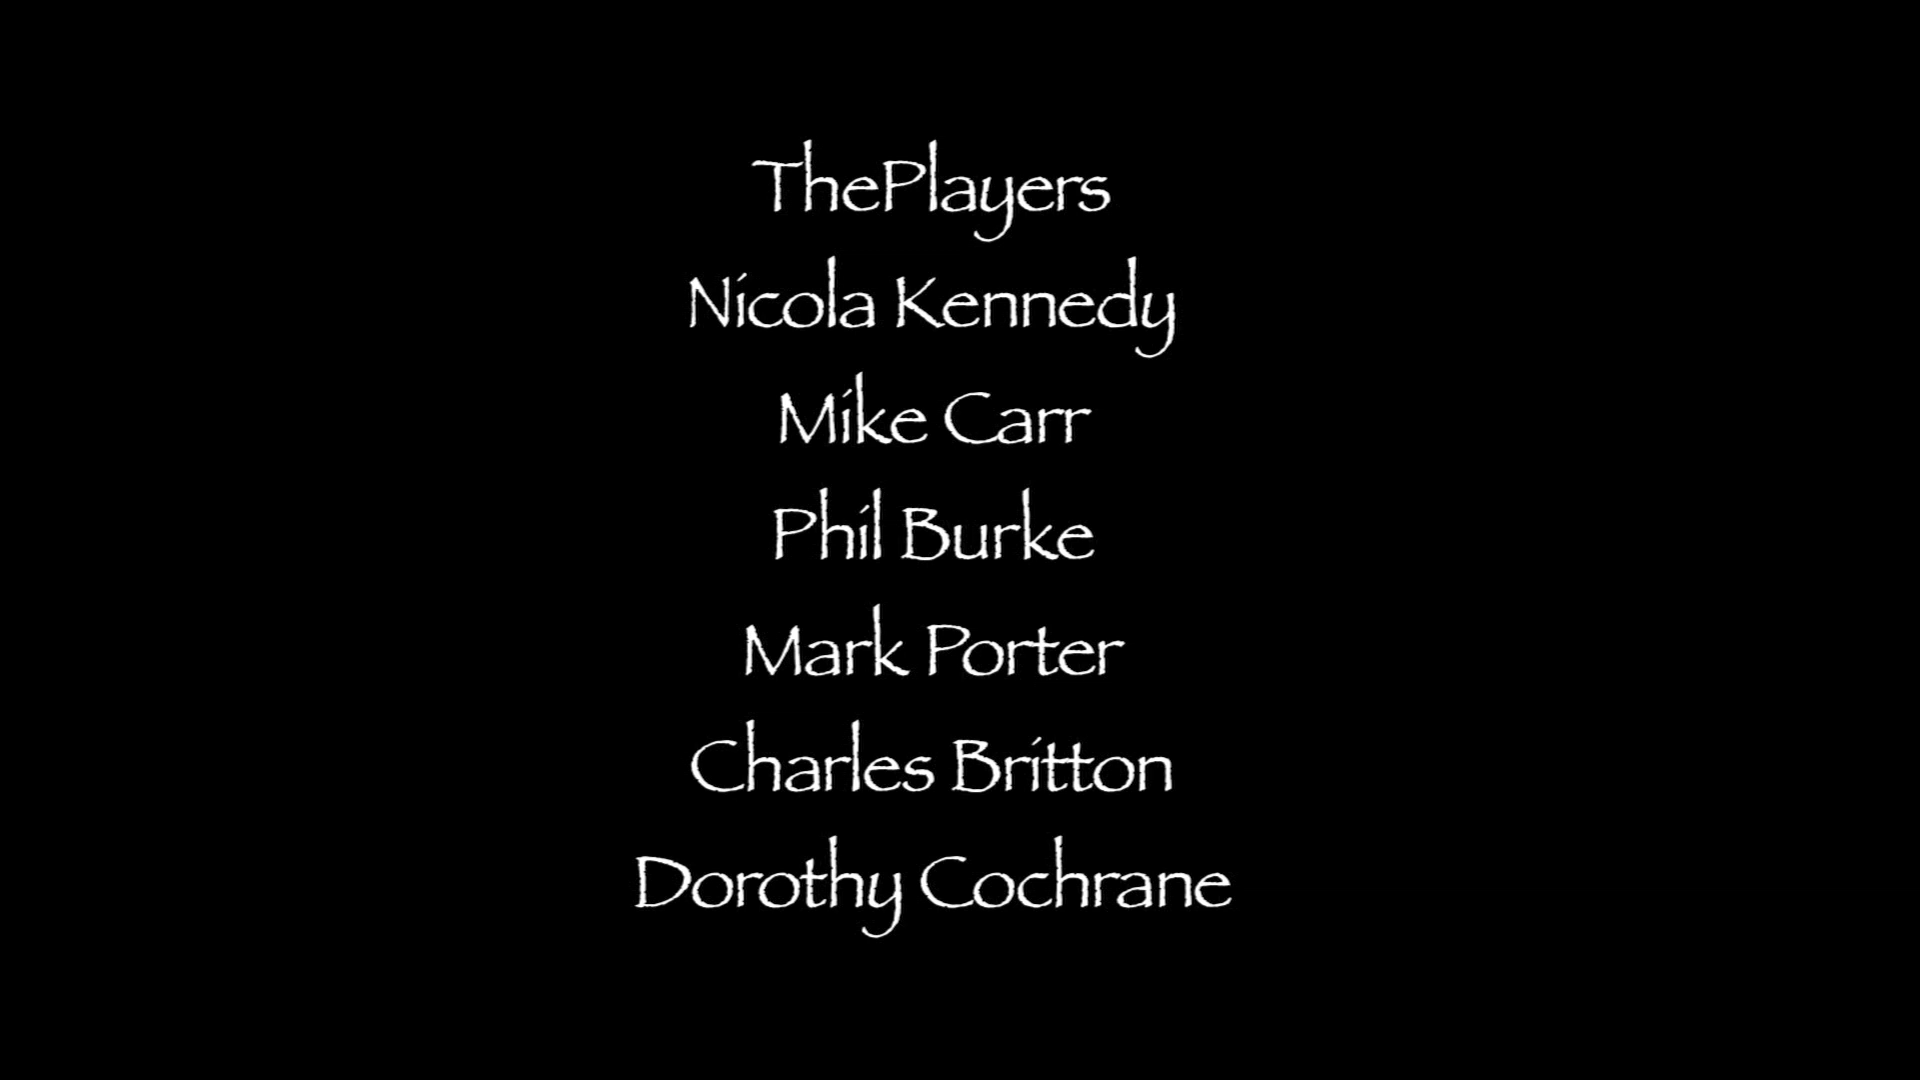 ThePlayers
Nicola Kennedy
Mike Carr
Phil Burke
Mark Porter
Charles Britton
Dorothy Cochrane